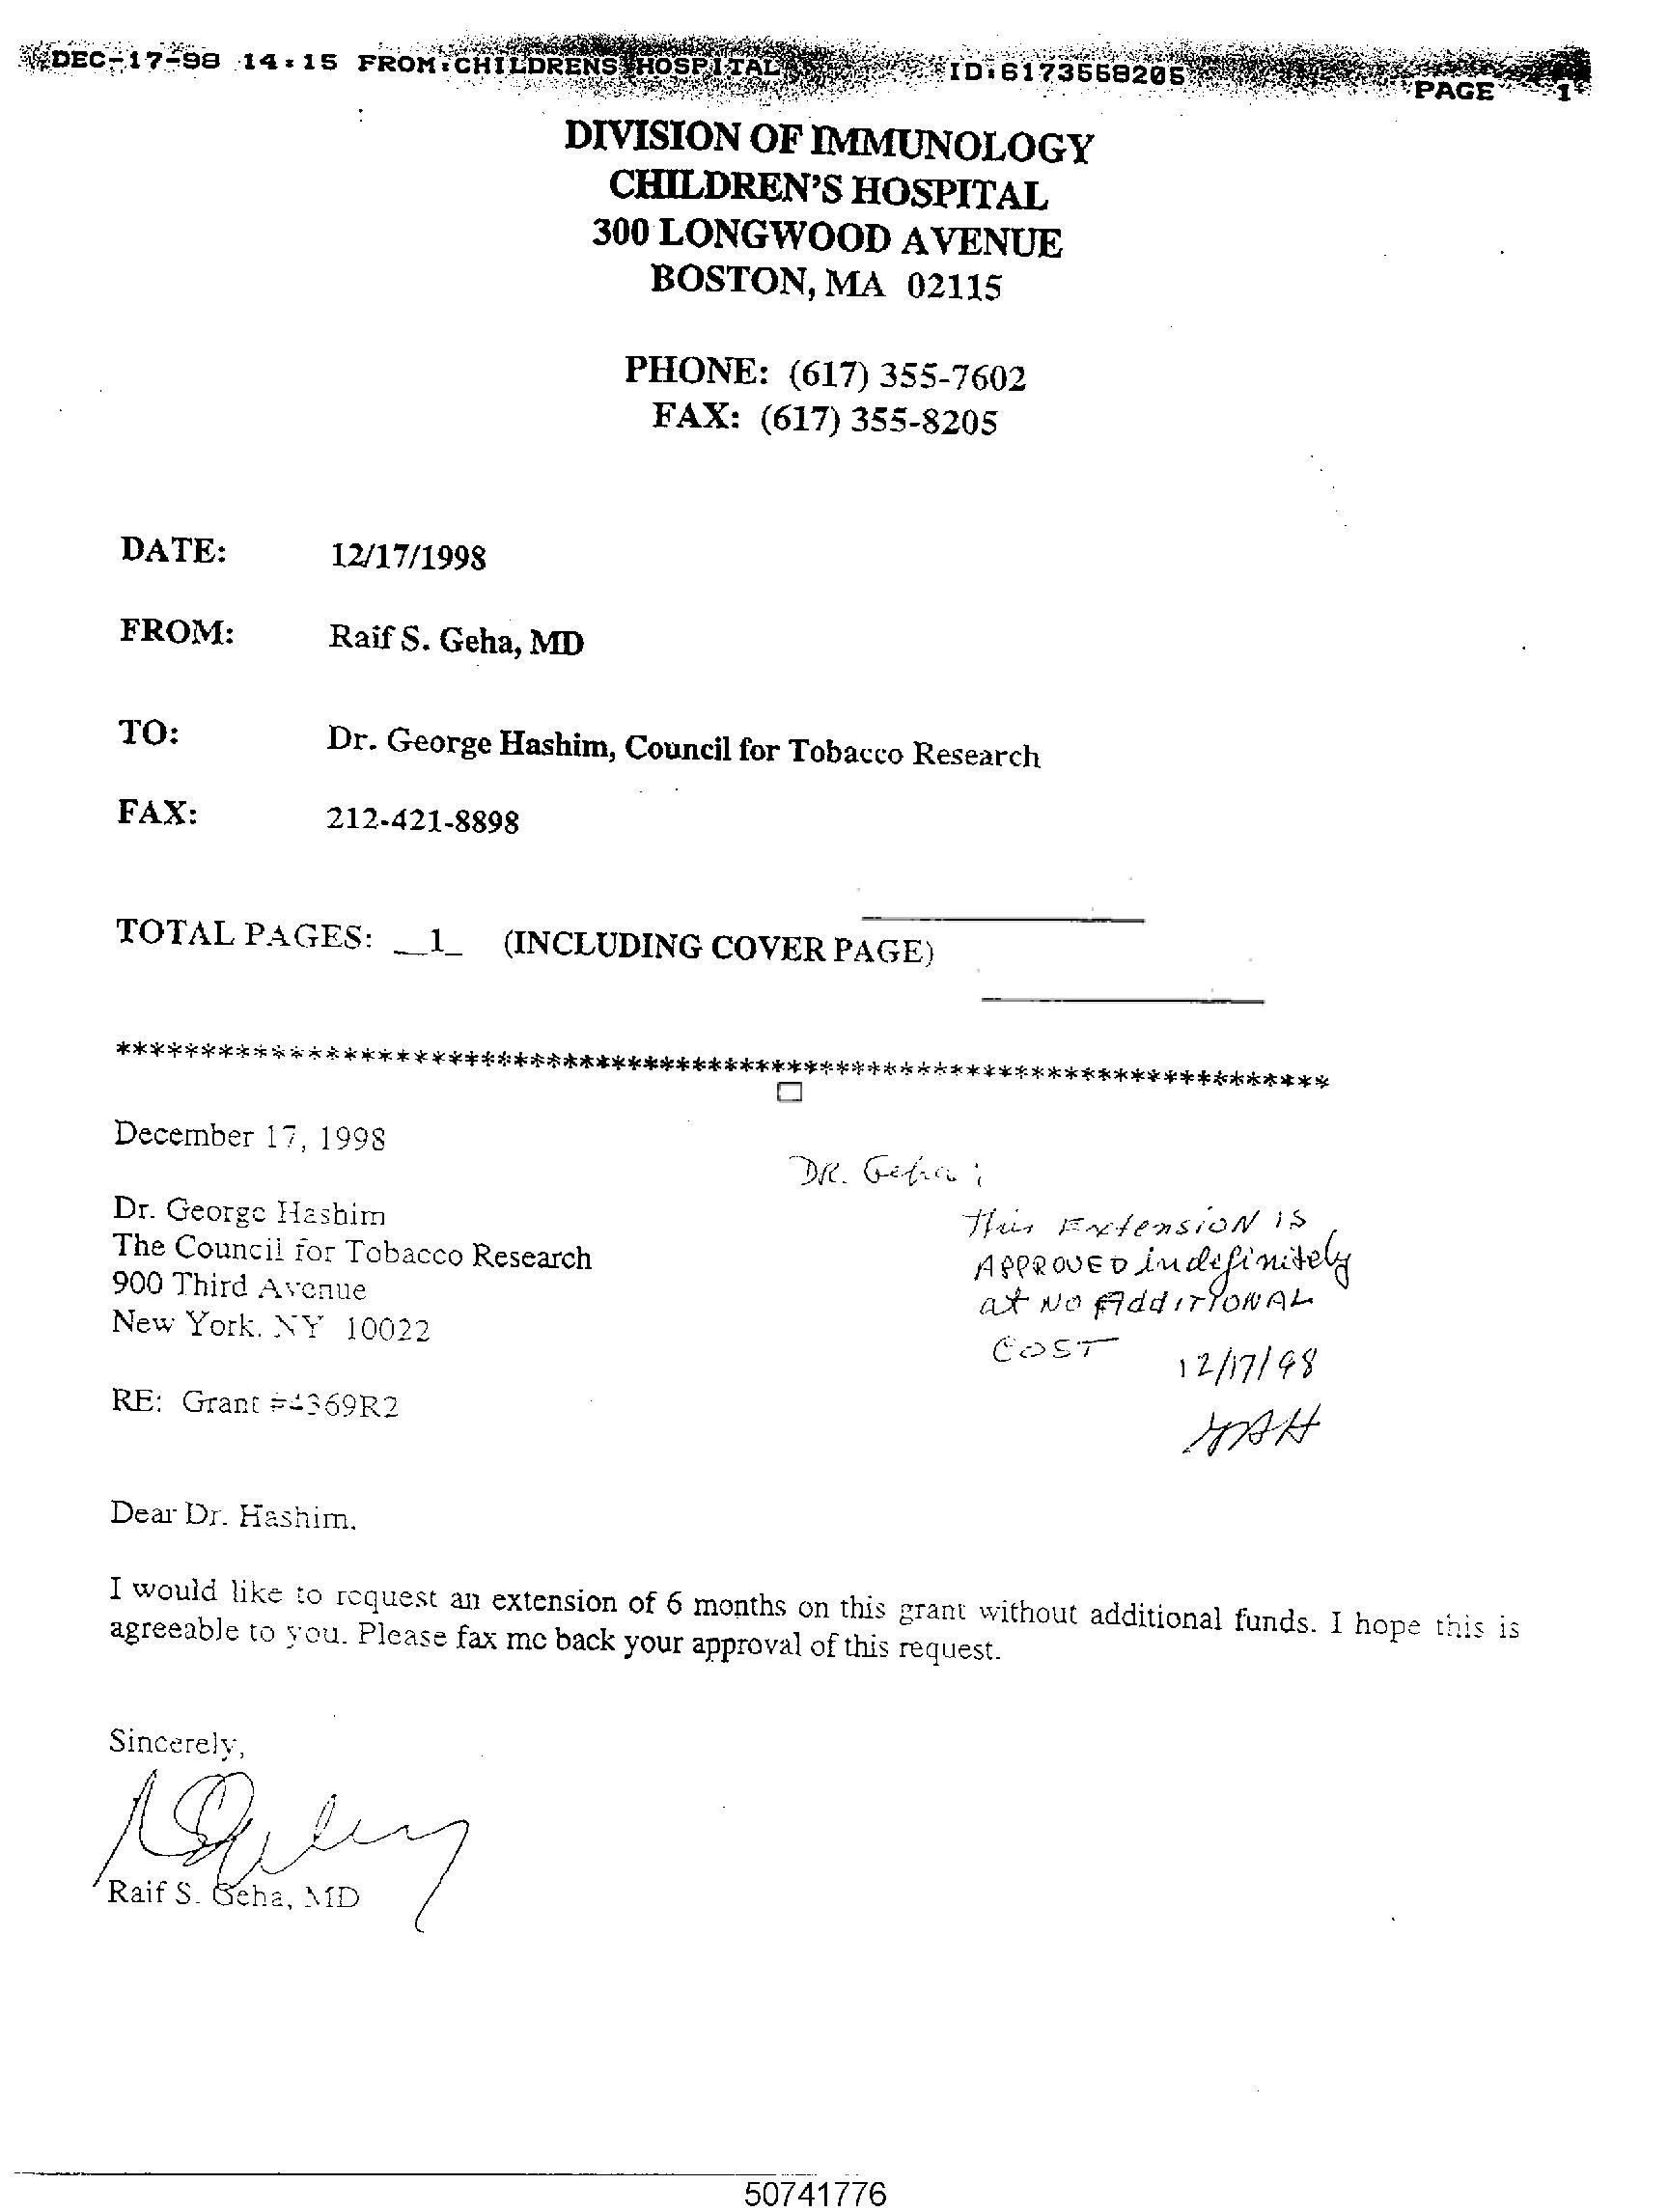 DEC-17-98 14:15 FROM:CHILDRENS HOSPITAL ID:6173558205 PAGE 1
DIVISION OF IMMUNOLOGY
CHILDREN'S HOSPITAL
300 LONGWOOD AVENUE
BOSTON, MA 02115
PHONE: (617) 355-7602
FAX: (617) 355-8205
DATE: 12/17/1998
FROM: Raif S. Geha, MD
TO: Dr. George Hashim, Council for Tobacco Research
FAX: 212-421-8898
TOTAL PAGES: __1_ (INCLUDING COVER PAGE)
**************************************************************************
December 17, 1998
DR. Geha:
Dr. George Hashim
The Council for Tobacco Research
900 Third Avenue
New York, NY 10022
This Extension is
APPROVED indefinitely
at NO Additional
COST
12/17/98
GAH
RE: Grant #4369R2
Dear Dr. Hashim,
I would like to request an extension of 6 months on this grant without additional funds. I hope this is
agreeable to you. Please fax me back your approval of this request.
Sincerely,
Raif S. Geha, MD
50741776